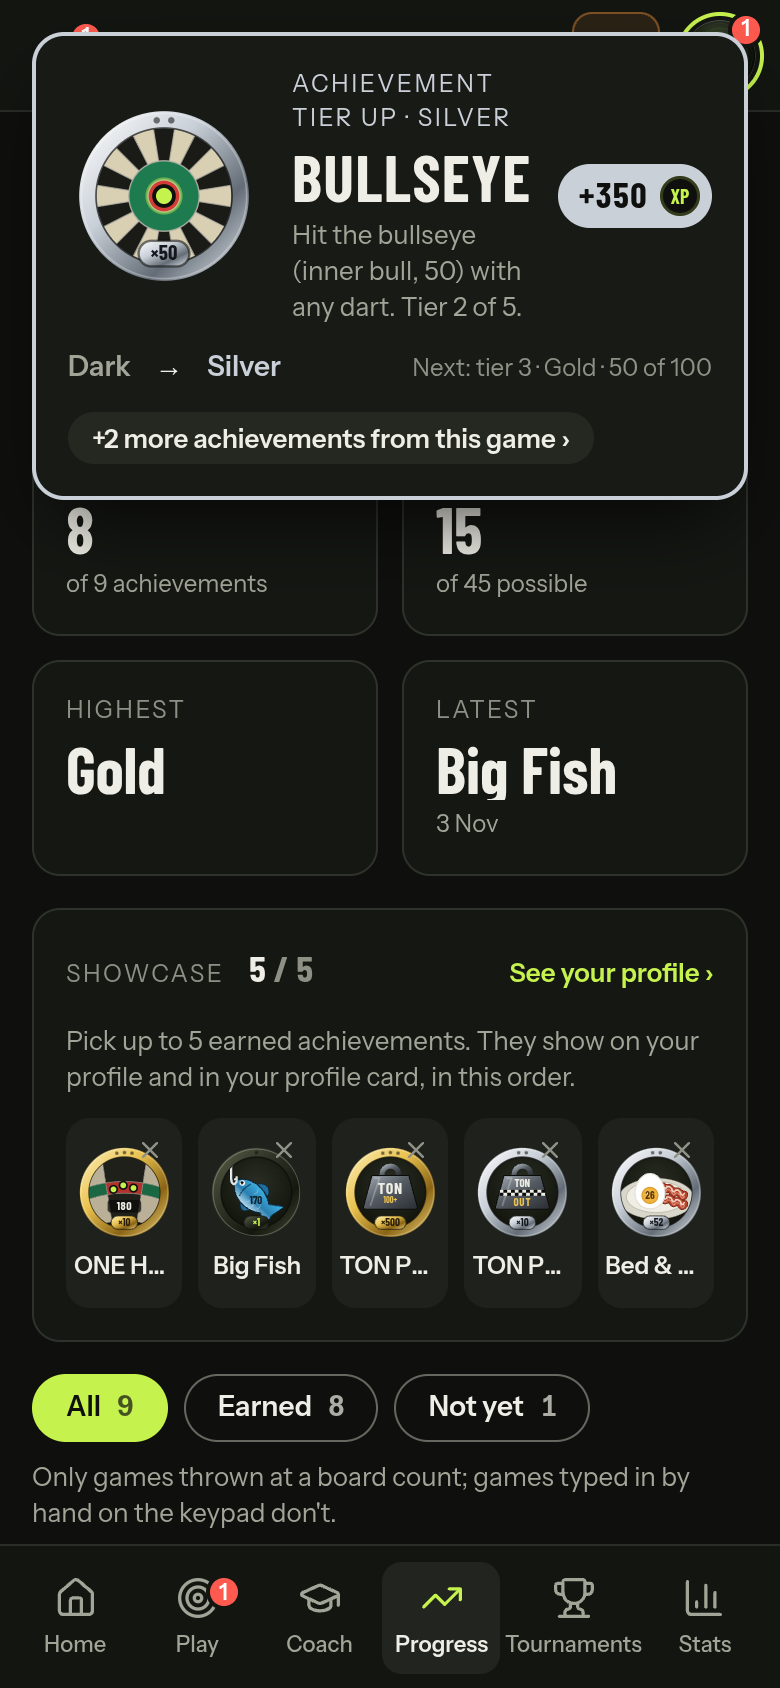 1
1
ACHIEVEMENT
TIER UP · SILVER
BULLSEYE
+350 XP
Hit the bullseye
(inner bull, 50) with
any dart. Tier 2 of 5.
×50
Dark → Silver
Next: tier 3 · Gold · 50 of 100
+2 more achievements from this game ›
8
of 9 achievements
15
of 45 possible
HIGHEST
Gold
LATEST
Big Fish
3 Nov
SHOWCASE 5 / 5
See your profile ›
Pick up to 5 earned achievements. They show on your
profile and in your profile card, in this order.
180
×10
ONE H...
170
×1
Big Fish
TON
100+
×500
TON P...
TON
OUT
×10
TON P...
26
×52
Bed & ...
All 9
Earned 8
Not yet 1
Only games thrown at a board count; games typed in by
hand on the keypad don't.
1
Home
Play
Coach
Progress
Tournaments
Stats